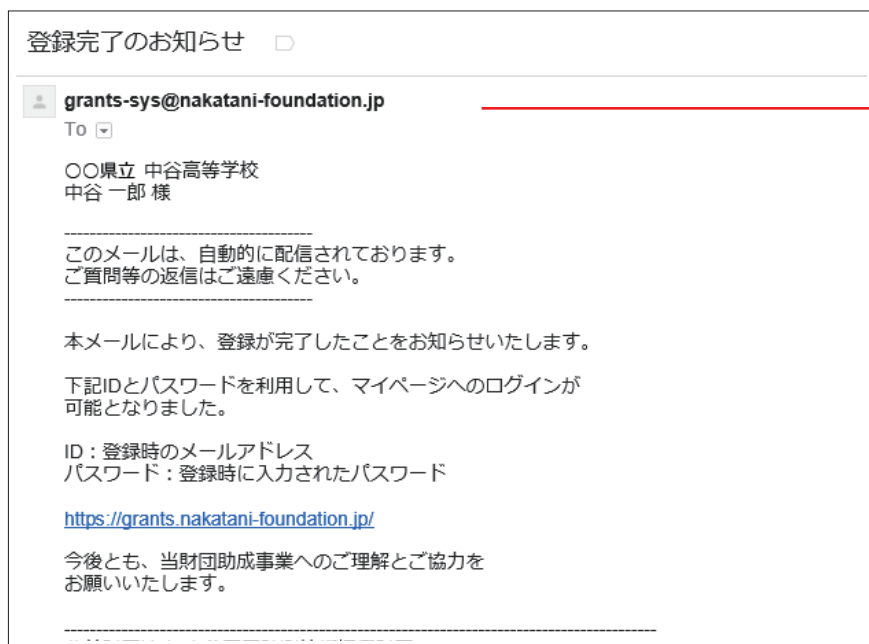 登録完了のお知らせ
grants-sys@nakatani-foundation.jp
To
○○県立 中谷高等学校
中谷 一郎 様
---------------------------------------
このメールは、自動的に配信されております。
ご質問等の返信はご遠慮ください。
---------------------------------------
本メールにより、登録が完了したことをお知らせいたします。
下記IDとパスワードを利用して、マイページへのログインが
可能となりました。
ID：登録時のメールアドレス
パスワード：登録時に入力されたパスワード
https://grants.nakatani-foundation.jp/
今後とも、当財団助成事業へのご理解とご協力を
お願いいたします。
---------------------------------------------------------------------------------------------